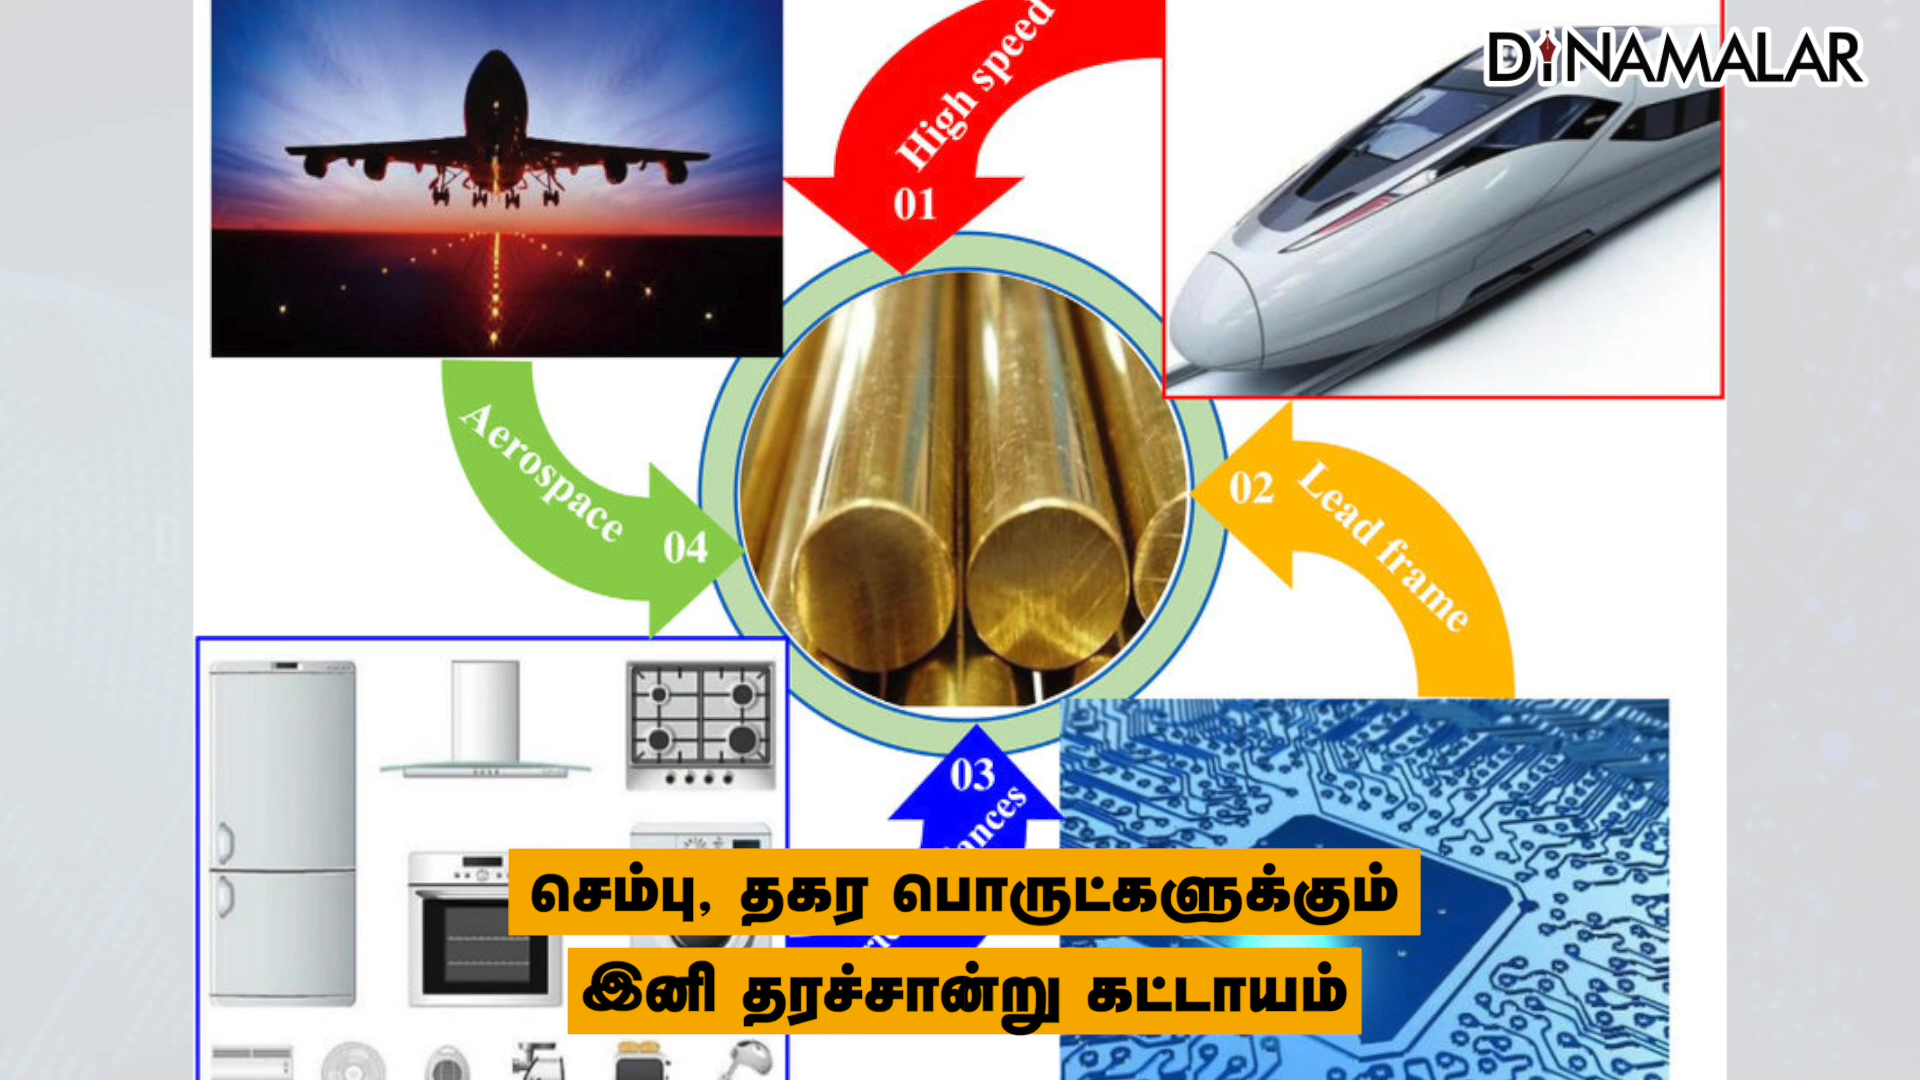 DINAMALAR
High speed
01
Aerospace
04
02
Lead frame
03
செம்பு, தகர பொருட்களுக்கும்
இனி தரச்சான்று கட்டாயம்